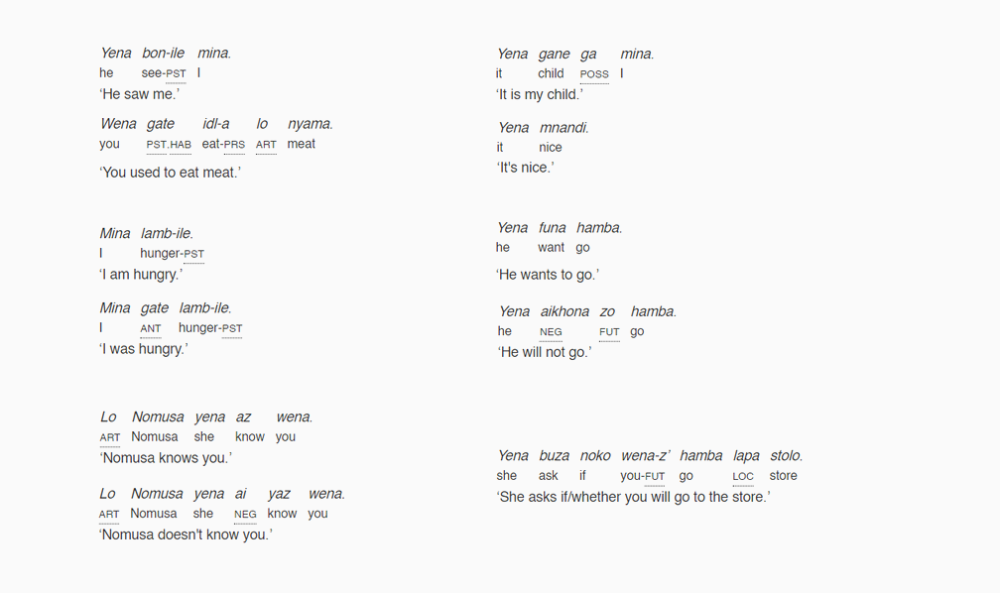 Yena bon-ile mina.
he see-PST I
‘He saw me.’
Wena gate idl-a lo nyama.
you PST.HAB eat-PRS ART meat
‘You used to eat meat.’
Mina lamb-ile.
I hunger-PST
‘I am hungry.’
Mina gate lamb-ile.
I ANT hunger-PST
‘I was hungry.’
Lo Nomusa yena az wena.
ART Nomusa she know you
‘Nomusa knows you.’
Lo Nomusa yena ai yaz wena.
ART Nomusa she NEG know you
‘Nomusa doesn't know you.’
Yena gane ga mina.
it child POSS I
‘It is my child.’
Yena mnandi.
it nice
‘It's nice.’
Yena funa hamba.
he want go
‘He wants to go.’
Yena aikhona zo hamba.
he NEG FUT go
‘He will not go.’
Yena buza noko wena-z’ hamba lapa stolo.
she ask if you-FUT go LOC store
‘She asks if/whether you will go to the store.’